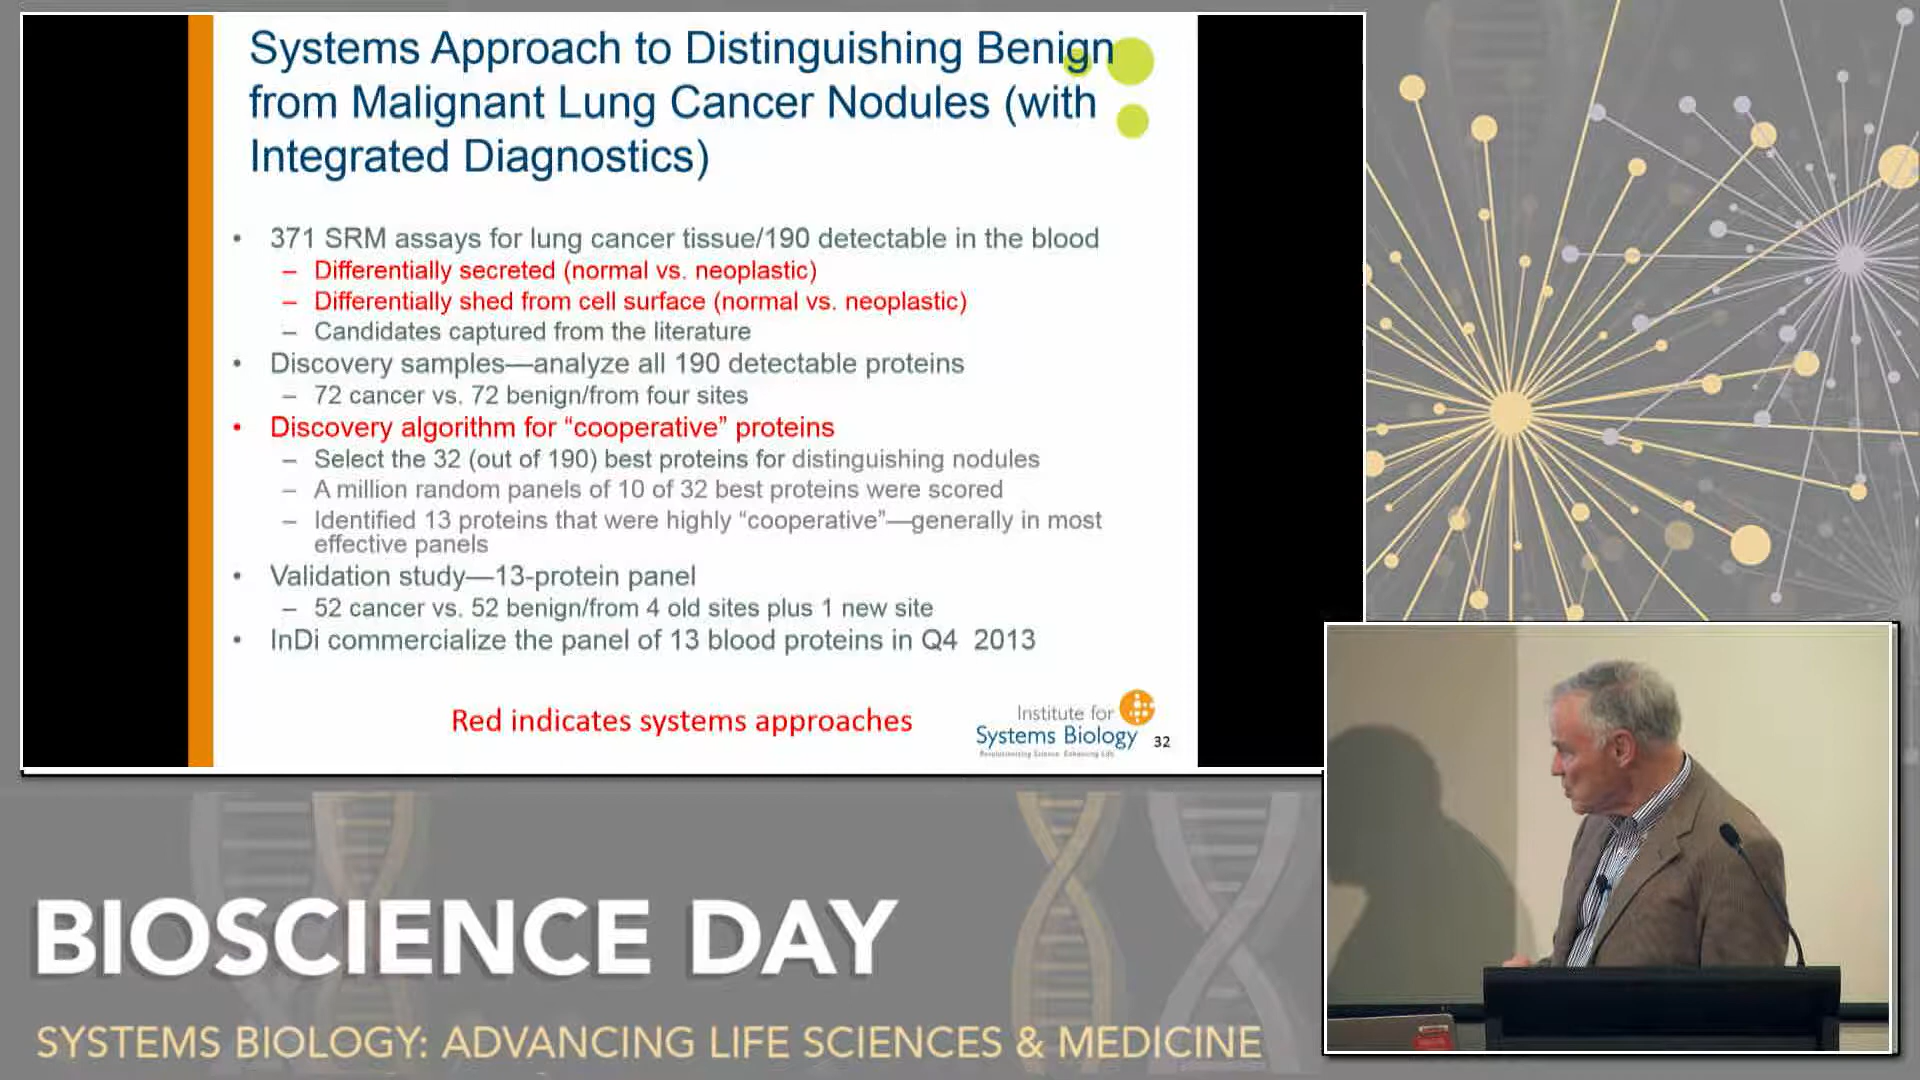 Systems Approach to Distinguishing Benign
from Malignant Lung Cancer Nodules (with
Integrated Diagnostics)
• 371 SRM assays for lung cancer tissue/190 detectable in the blood
– Differentially secreted (normal vs. neoplastic)
– Differentially shed from cell surface (normal vs. neoplastic)
– Candidates captured from the literature
• Discovery samples—analyze all 190 detectable proteins
– 72 cancer vs. 72 benign/from four sites
• Discovery algorithm for “cooperative” proteins
– Select the 32 (out of 190) best proteins for distinguishing nodules
– A million random panels of 10 of 32 best proteins were scored
– Identified 13 proteins that were highly “cooperative”—generally in most
effective panels
• Validation study—13-protein panel
– 52 cancer vs. 52 benign/from 4 old sites plus 1 new site
• InDi commercialize the panel of 13 blood proteins in Q4 2013
Red indicates systems approaches
Institute for
Systems Biology
Revolutionizing Science. Enhancing Life.
32
BIOSCIENCE DAY
SYSTEMS BIOLOGY: ADVANCING LIFE SCIENCES & MEDICINE